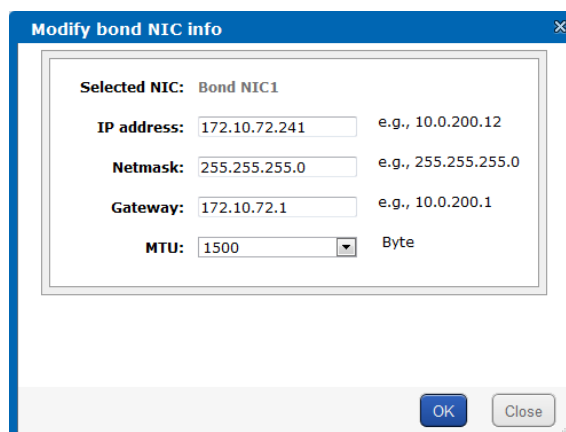 Modify bond NIC info
Selected NIC: Bond NIC1
IP address: 172.10.72.241 e.g., 10.0.200.12
Netmask: 255.255.255.0 e.g., 255.255.255.0
Gateway: 172.10.72.1 e.g., 10.0.200.1
MTU: 1500 Byte
OK Close